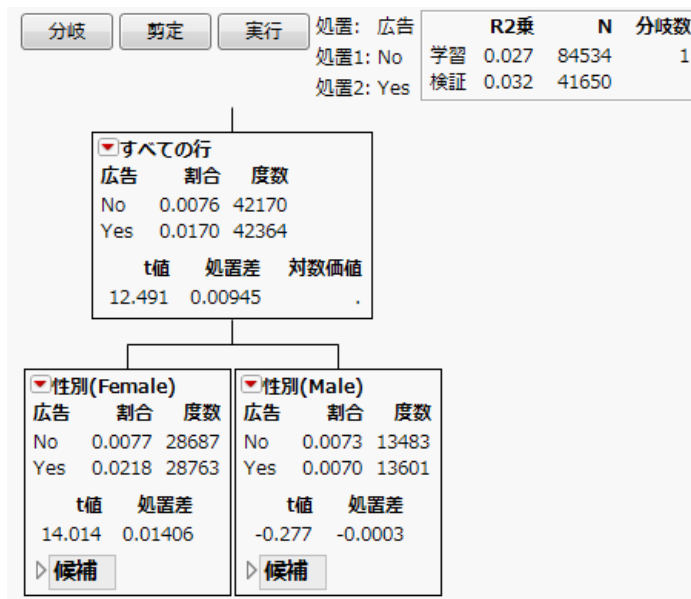 分岐 剪定 実行
処置: 広告
処置1: No
処置2: Yes
R2乗 N 分岐数
学習 0.027 84534 1
検証 0.032 41650
すべての行
広告 割合 度数
No 0.0076 42170
Yes 0.0170 42364
t値 処置差 対数価値
12.491 0.00945 .
性別(Female)
広告 割合 度数
No 0.0077 28687
Yes 0.0218 28763
t値 処置差
14.014 0.01406
候補
性別(Male)
広告 割合 度数
No 0.0073 13483
Yes 0.0070 13601
t値 処置差
-0.277 -0.0003
候補